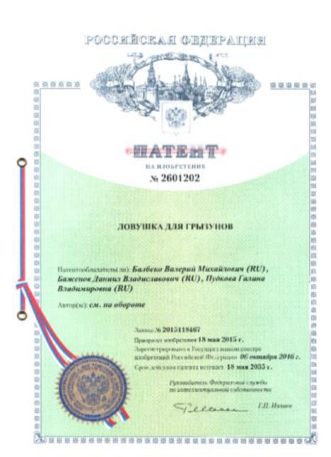 РОССИЙСКАЯ ФЕДЕРАЦИЯ
ПАТЕНТ
НА ИЗОБРЕТЕНИЕ
№ 2601202
ЛОВУШКА ДЛЯ ГРЫЗУНОВ
Патентообладатель(ли): Балбеко Валерий Михайлович (RU),
Баженов Даниил Владиславович (RU), Пудкова Галина
Владимировна (RU)
Автор(ы): см. на обороте
Заявка № 2015118467
Приоритет изобретения 18 мая 2015 г.
Зарегистрировано в Государственном реестре
изобретений Российской Федерации 06 октября 2016 г.
Срок действия патента истекает 18 мая 2035 г.
Руководитель Федеральной службы
по интеллектуальной собственности
Г.П. Ивлиев